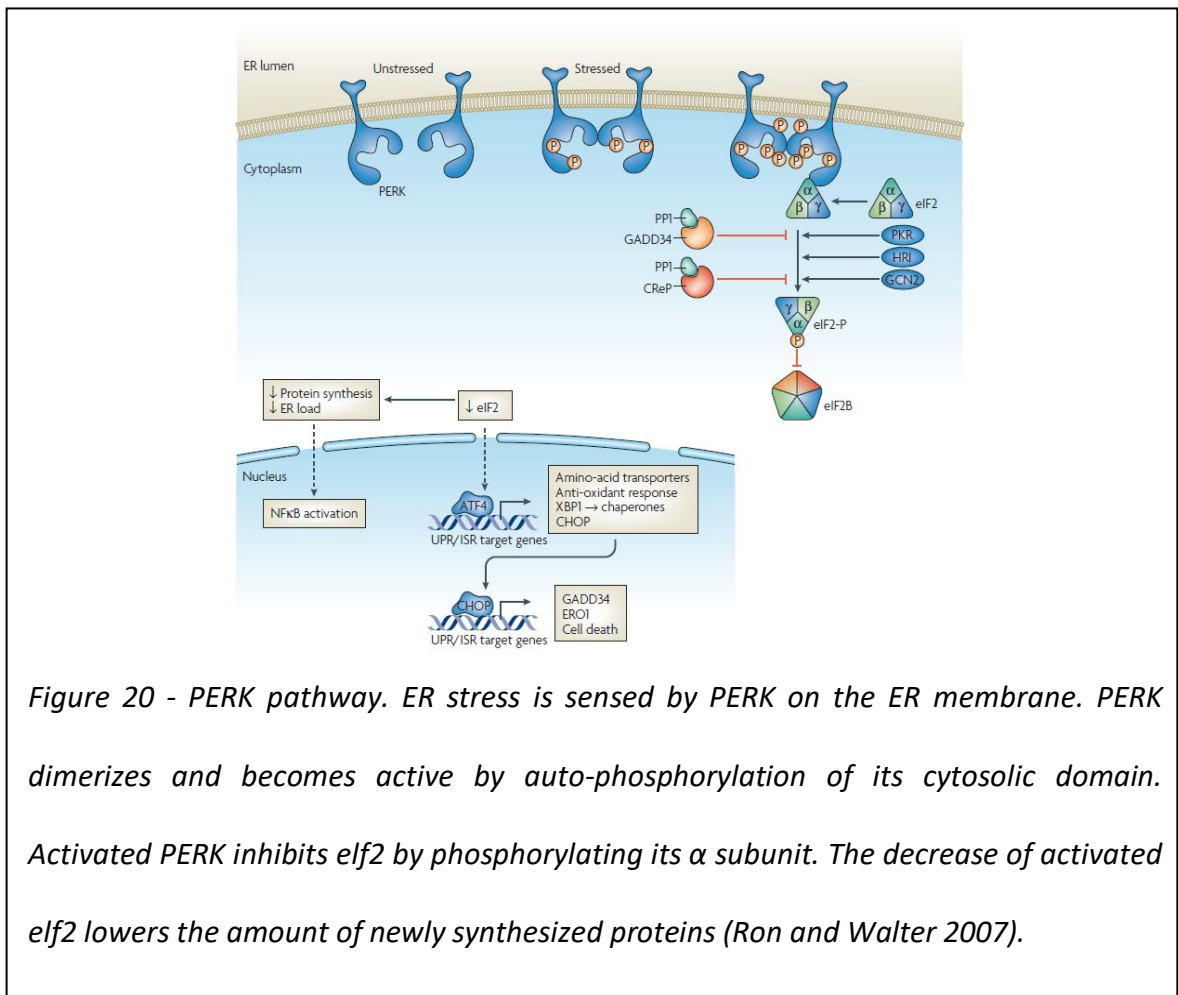 ER lumen
Unstressed
Stressed
P
P
P
P
P
P
P
P
P
P
P
P
Cytoplasm
PERK
α
β
γ
α
β
γ
eIF2
PP1
GADD34
PKR
HRI
PP1
CReP
GCN2
γ
β
α
eIF2-P
P
eIF2B
↓ Protein synthesis
↓ ER load
↓ eIF2
Nucleus
NFκB activation
ATF4
UPR/ISR target genes
Amino-acid transporters
Anti-oxidant response
XBP1 → chaperones
CHOP
CHOP
UPR/ISR target genes
GADD34
ERO1
Cell death
Figure 20 - PERK pathway. ER stress is sensed by PERK on the ER membrane. PERK
dimerizes and becomes active by auto-phosphorylation of its cytosolic domain.
Activated PERK inhibits elf2 by phosphorylating its α subunit. The decrease of activated
elf2 lowers the amount of newly synthesized proteins (Ron and Walter 2007).